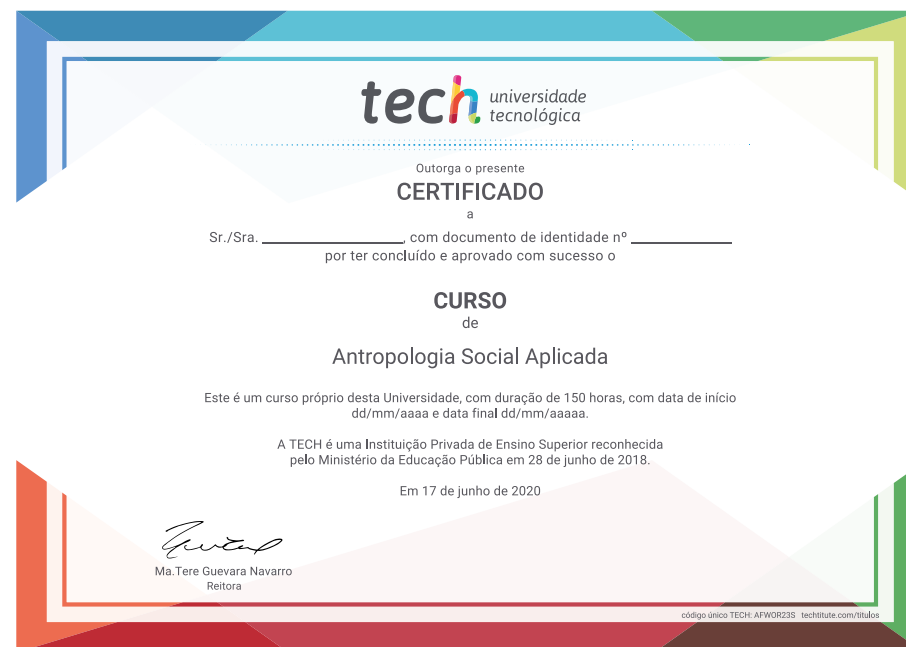 tech universidade
tecnológica
Outorga o presente
CERTIFICADO
a
Sr./Sra. ________________, com documento de identidade nº ____________
por ter concluído e aprovado com sucesso o
CURSO
de
Antropologia Social Aplicada
Este é um curso próprio desta Universidade, com duração de 150 horas, com data de início
dd/mm/aaaa e data final dd/mm/aaaaa.
A TECH é uma Instituição Privada de Ensino Superior reconhecida
pelo Ministério da Educação Pública em 28 de junho de 2018.
Em 17 de junho de 2020
Ma.Tere Guevara Navarro
Reitora
código único TECH: AFWOR23S techtitute.com/títulos